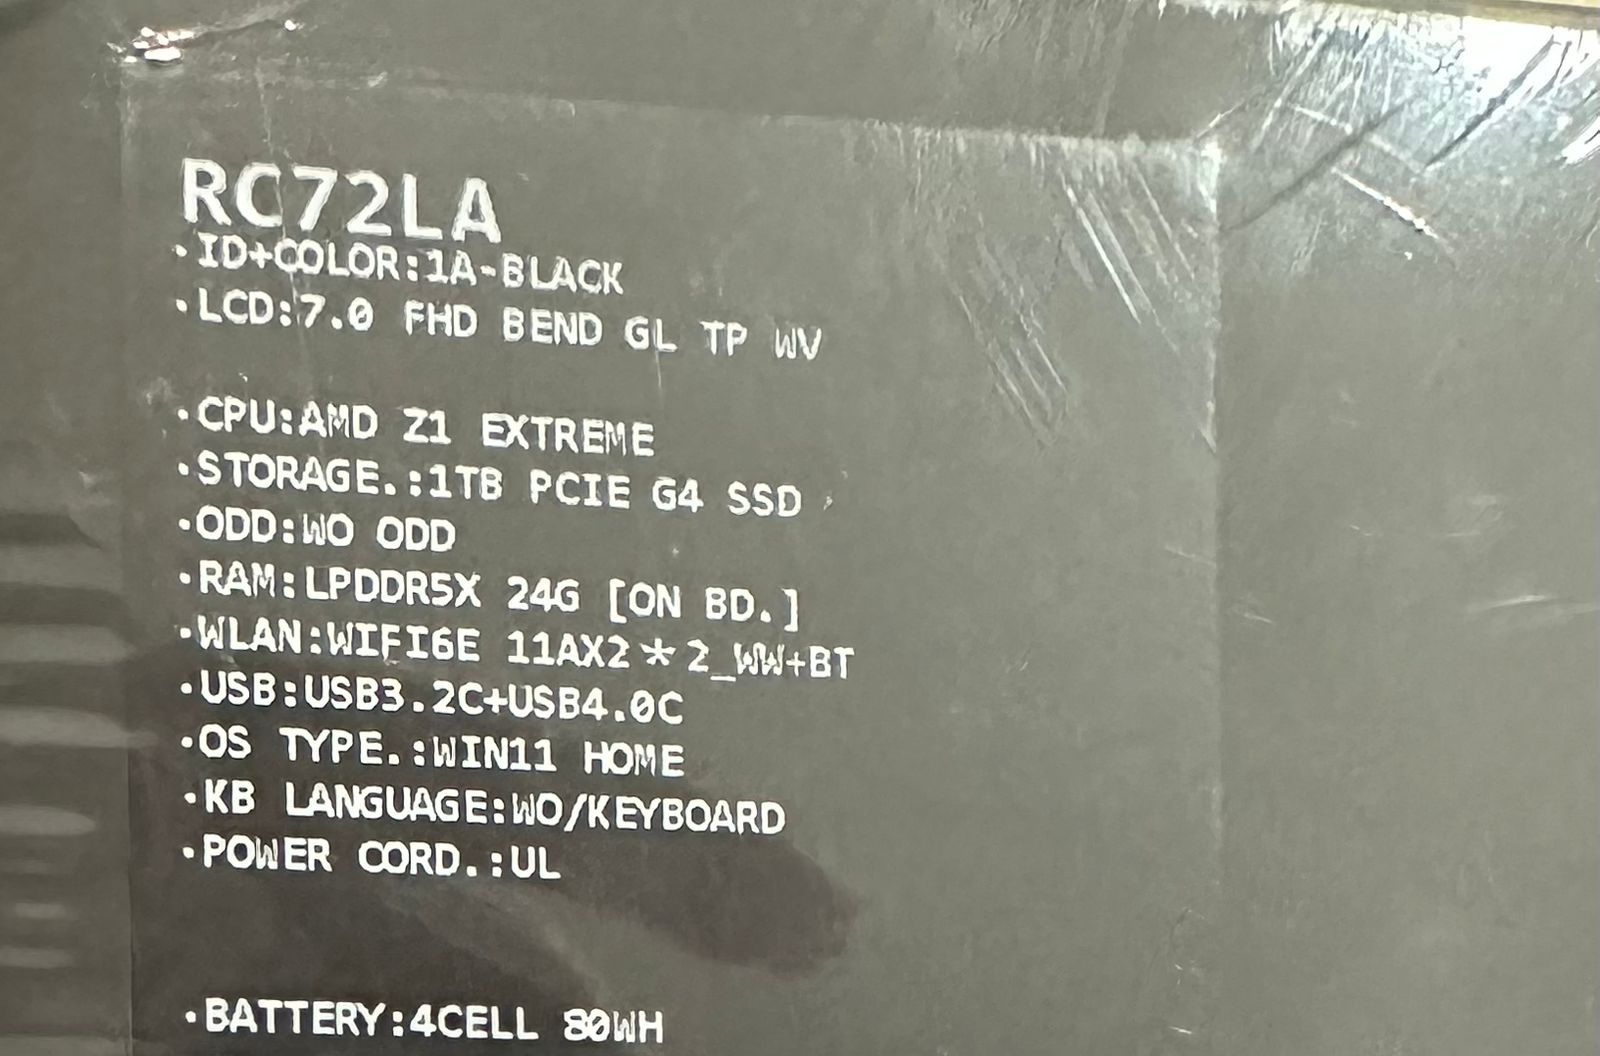 RC72LA
·ID+COLOR:1A-BLACK
·LCD:7.0 FHD BEND GL TP WV
·CPU:AMD Z1 EXTREME
·STORAGE.:1TB PCIE G4 SSD
·ODD:WO ODD
·RAM:LPDDR5X 24G [ON BD.]
·WLAN:WIFI6E 11AX2*2_WW+BT
·USB:USB3.2C+USB4.0C
·OS TYPE.:WIN11 HOME
·KB LANGUAGE:WO/KEYBOARD
·POWER CORD.:UL
·BATTERY:4CELL 80WH